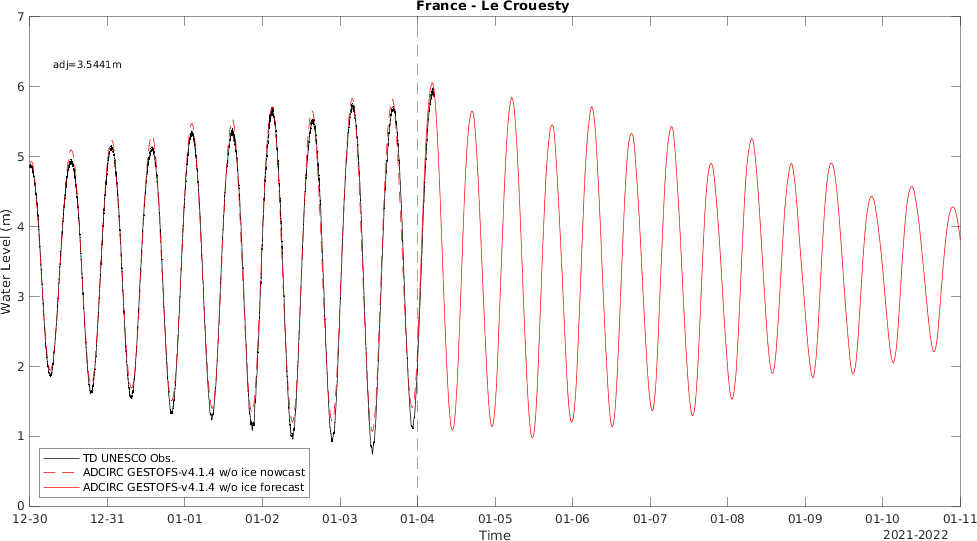 France - Le Crouesty
adj=3.5441m
Water Level (m)
7
6
5
4
3
2
1
0
TD UNESCO Obs.
ADCIRC GESTOFS-v4.1.4 w/o ice nowcast
ADCIRC GESTOFS-v4.1.4 w/o ice forecast
12-30 12-31 01-01 01-02 01-03 01-04 01-05 01-06 01-07 01-08 01-09 01-10 01-11
Time
2021-2022